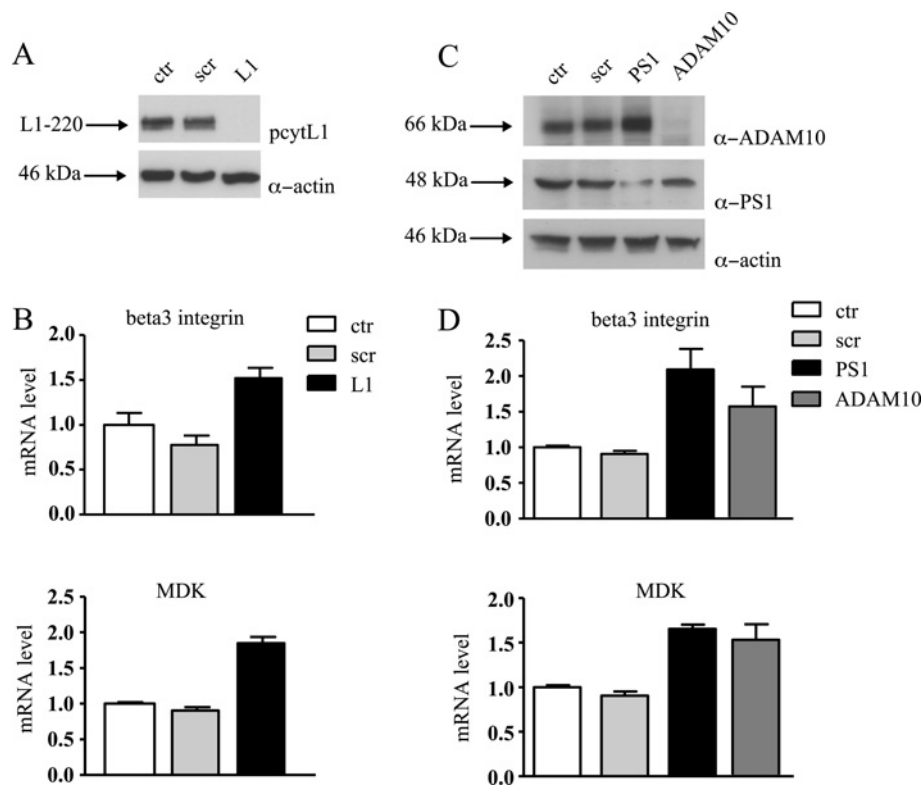 A
ctr scr L1
L1-220
pcytL1
46 kDa
α-actin
C
ctr scr PS1 ADAM10
66 kDa
α-ADAM10
48 kDa
α-PS1
46 kDa
α-actin
B
beta3 integrin
mRNA level
2.0
1.5
1.0
0.5
0.0
ctr
scr
L1
MDK
mRNA level
2.5
2.0
1.5
1.0
0.5
0.0
D
beta3 integrin
mRNA level
2.5
2.0
1.5
1.0
0.5
0.0
ctr
scr
PS1
ADAM10
MDK
mRNA level
2.0
1.5
1.0
0.5
0.0